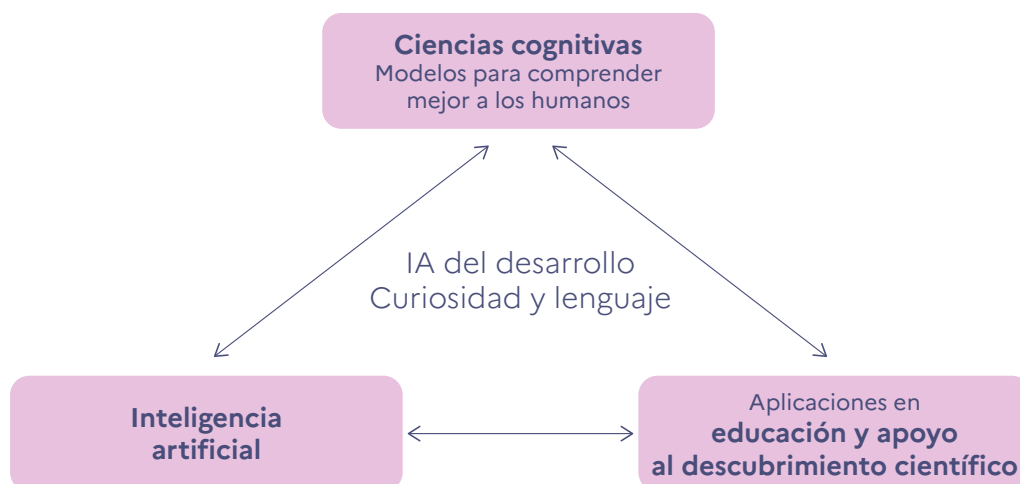 Ciencias cognitivas
Modelos para comprender
mejor a los humanos
IA del desarrollo
Curiosidad y lenguaje
Inteligencia
artificial
Aplicaciones en
educación y apoyo
al descubrimiento científico